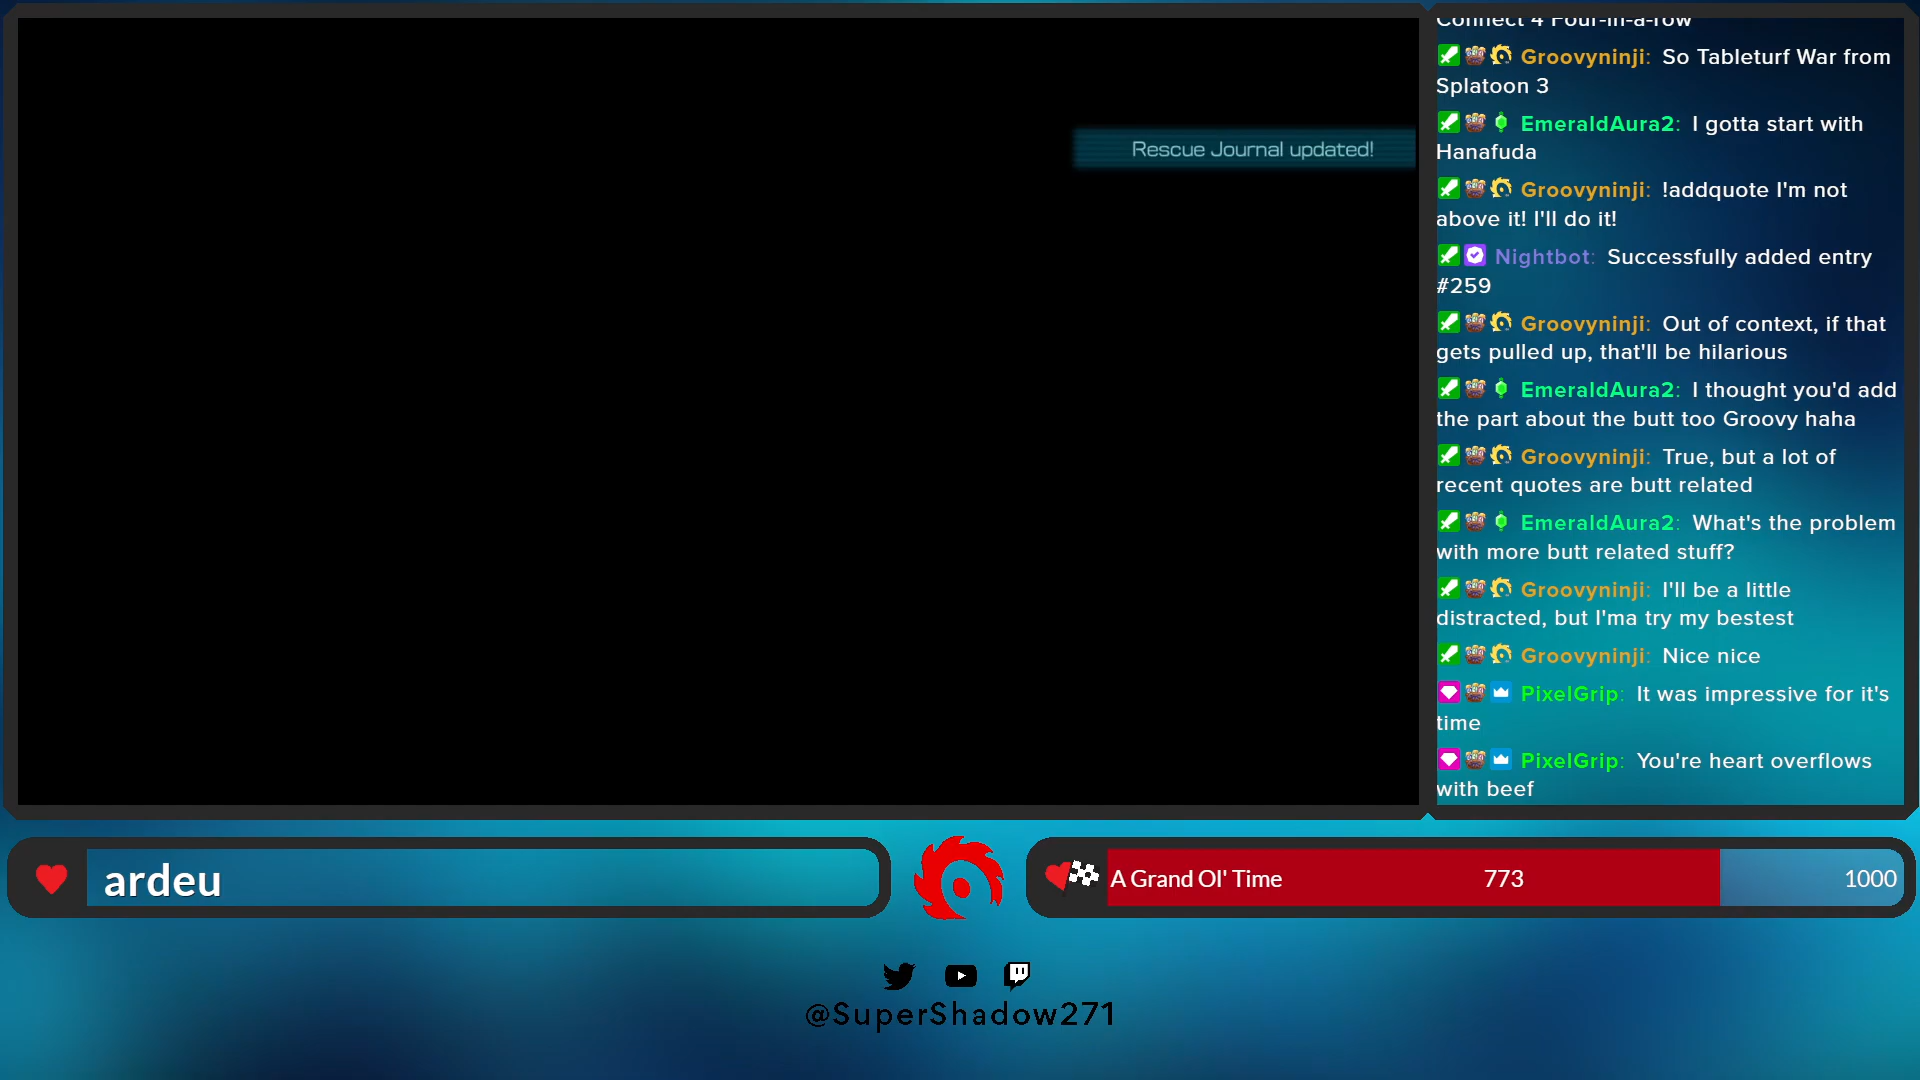 Rescue Journal updated!
Connect 4 Four-in-a-row
Groovyninji: So Tableturf War from
Splatoon 3
EmeraldAura2: I gotta start with
Hanafuda
Groovyninji: !addquote I'm not
above it! I'll do it!
Nightbot: Successfully added entry
#259
Groovyninji: Out of context, if that
gets pulled up, that'll be hilarious
EmeraldAura2: I thought you'd add
the part about the butt too Groovy haha
Groovyninji: True, but a lot of
recent quotes are butt related
EmeraldAura2: What's the problem
with more butt related stuff?
Groovyninji: I'll be a little
distracted, but I'ma try my bestest
Groovyninji: Nice nice
PixelGrip: It was impressive for it's
time
PixelGrip: You're heart overflows
with beef
ardeu
A Grand Ol' Time 773 1000
@SuperShadow271